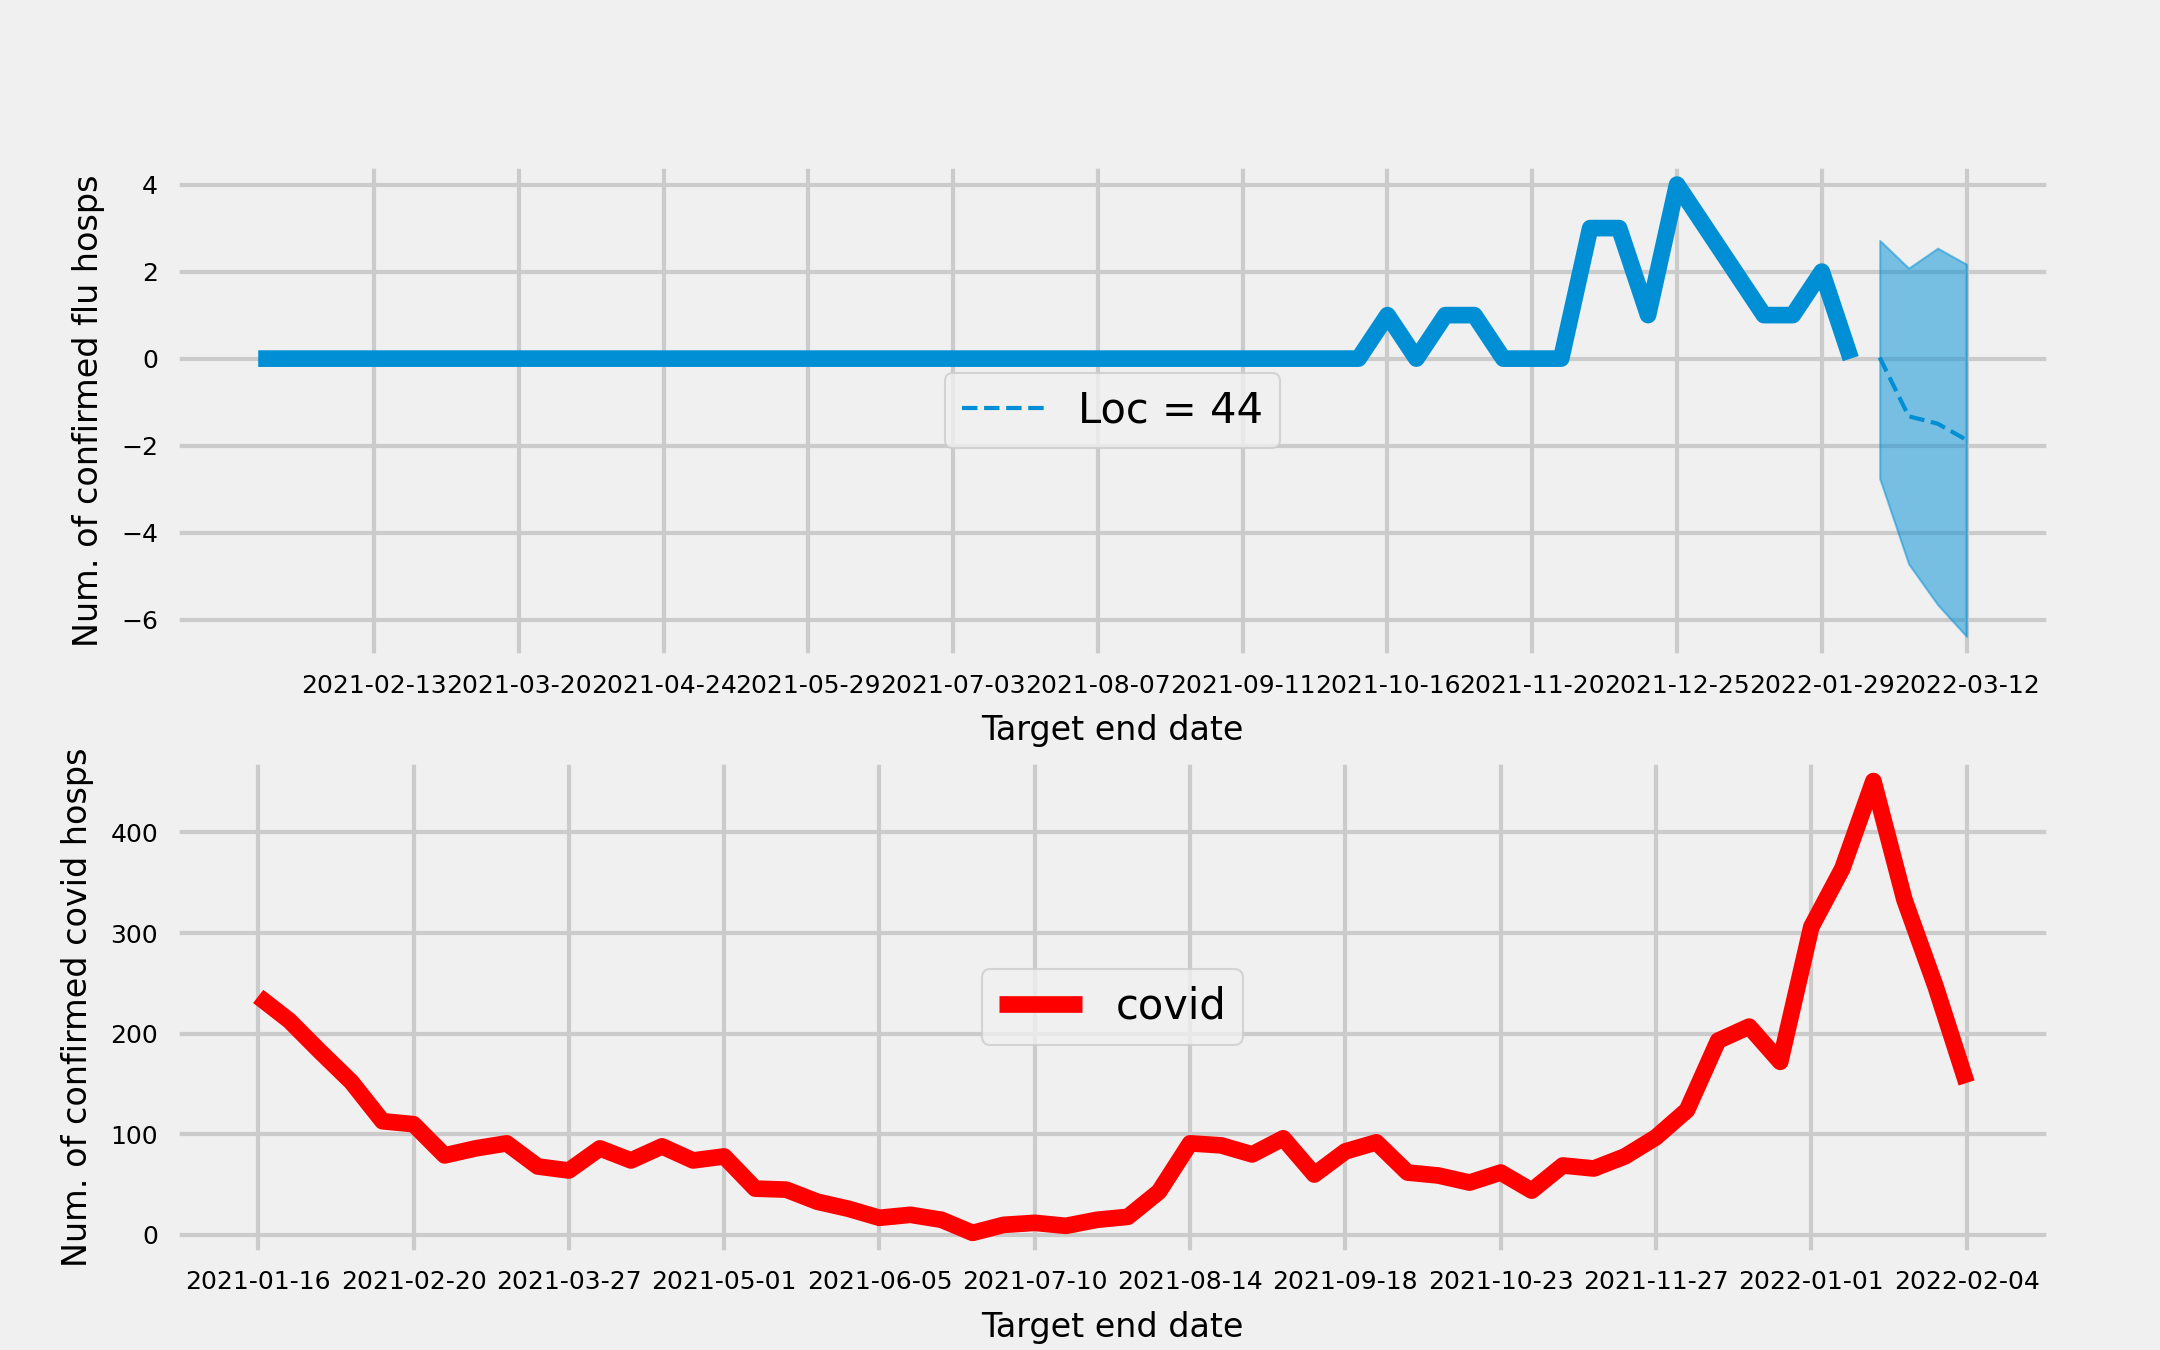 Num. of confirmed flu hosps
4
2
0
−2
−4
−6
Loc = 44
2021-02-13 2021-03-20 2021-04-24 2021-05-29 2021-07-03 2021-08-07 2021-09-11 2021-10-16 2021-11-20 2021-12-25 2022-01-29 2022-03-12
Target end date
Num. of confirmed covid hosps
400
300
200
100
0
covid
2021-01-16 2021-02-20 2021-03-27 2021-05-01 2021-06-05 2021-07-10 2021-08-14 2021-09-18 2021-10-23 2021-11-27 2022-01-01 2022-02-04
Target end date